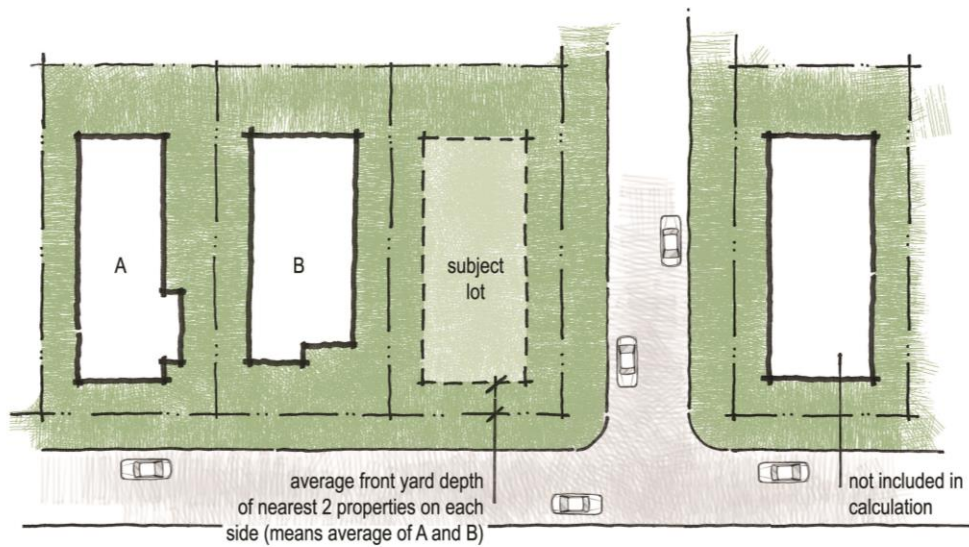 A
B
subject
lot
average front yard depth
of nearest 2 properties on each
side (means average of A and B)
not included in
calculation